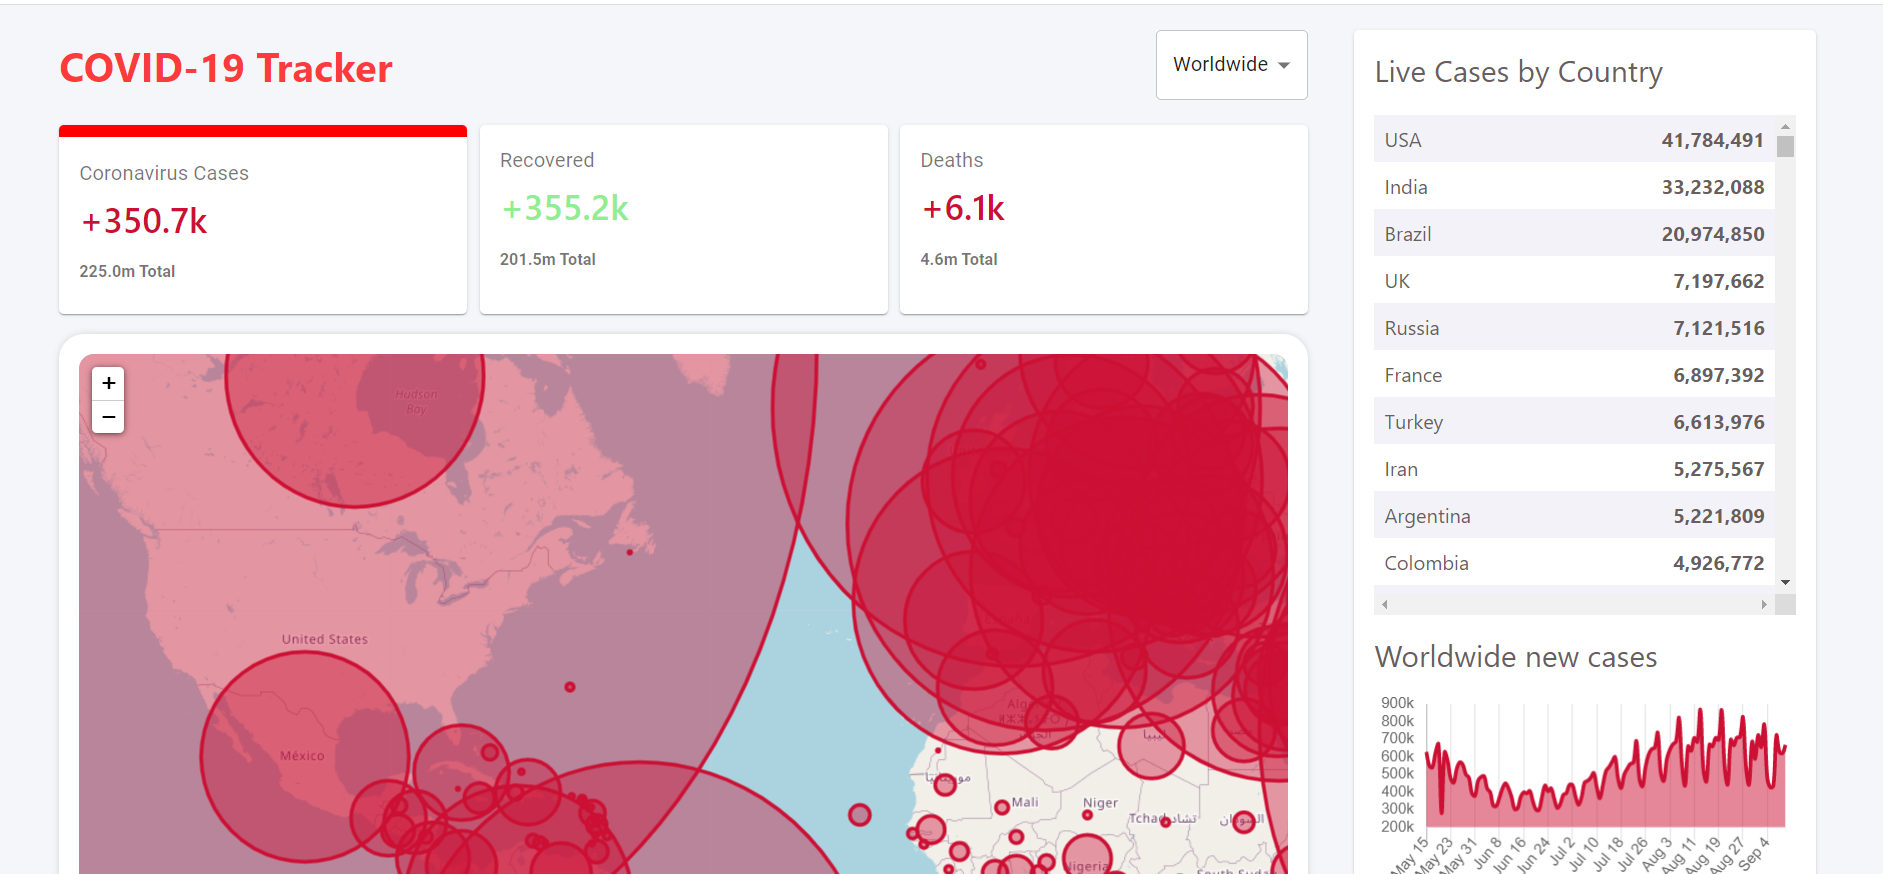 COVID-19 Tracker
Worldwide
Coronavirus Cases
+350.7k
225.0m Total
Recovered
+355.2k
201.5m Total
Deaths
+6.1k
4.6m Total
+
−
Hudson
Bay
United States
México
ليبيا
Mali
Niger
Tchad تشاد
السودان
Nigeria
Live Cases by Country
USA 41,784,491
India 33,232,088
Brazil 20,974,850
UK 7,197,662
Russia 7,121,516
France 6,897,392
Turkey 6,613,976
Iran 5,275,567
Argentina 5,221,809
Colombia 4,926,772
Worldwide new cases
900k
800k
700k
600k
500k
400k
300k
200k
May 15
May 23
May 31
Jun 8
Jun 16
Jun 24
Jul 2
Jul 10
Jul 18
Jul 26
Aug 3
Aug 11
Aug 19
Aug 27
Sep 4